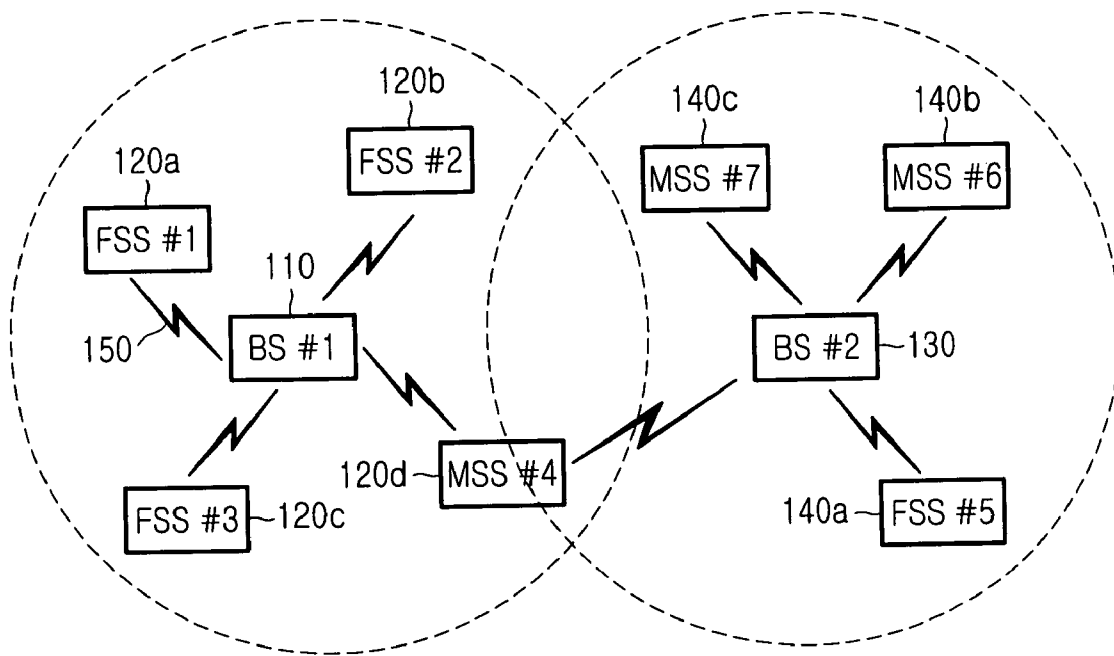 120b
FSS #2
120a
FSS #1
140c
MSS #7
140b
MSS #6
110
BS #1
150
BS #2
130
120d
MSS #4
FSS #3
120c
140a
FSS #5